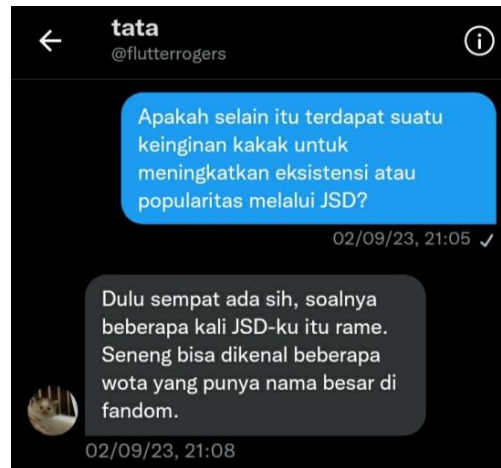 tata
@flutterrogers
Apakah selain itu terdapat suatu
keinginan kakak untuk
meningkatkan eksistensi atau
popularitas melalui JSD?
02/09/23, 21:05
Dulu sempat ada sih, soalnya
beberapa kali JSD-ku itu rame.
Seneng bisa dikenal beberapa
wota yang punya nama besar di
fandom.
02/09/23, 21:08